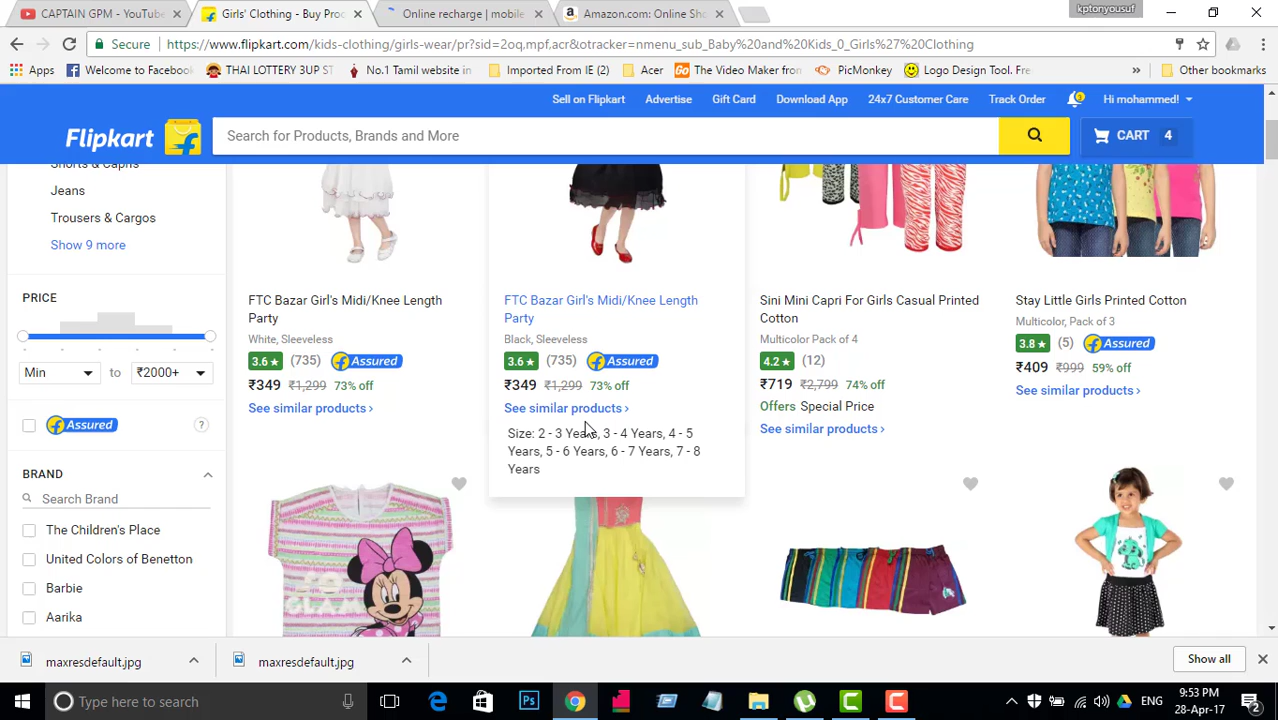 CAPTAIN GPM - YouTube
Girls' Clothing - Buy Pro
Online recharge | mobile
Amazon.com: Online Sho
kptonyousuf
Secure
https://www.flipkart.com/kids-clothing/girls-wear/pr?sid=2oq.mpf,acr&otracker=nmenu_sub_Baby%20and%20Kids_0_Girls%27%20Clothing
Apps
Welcome to Facebook
THAI LOTTERY 3UP ST
No.1 Tamil website in
Imported From IE (2)
Acer
The Video Maker from
PicMonkey
Logo Design Tool. Fre
Other bookmarks
Sell on Flipkart
Advertise
Gift Card
Download App
24x7 Customer Care
Track Order
Hi mohammed!
Flipkart
Search for Products, Brands and More
CART 4
Shorts & Capris
Jeans
Trousers & Cargos
Show 9 more
PRICE
Min
to
₹2000+
Assured
?
BRAND
Search Brand
The Children's Place
United Colors of Benetton
Barbie
Aarika
FTC Bazar Girl's Midi/Knee Length
Party
White, Sleeveless
3.6 ★ (735) Assured
₹349 ₹1,299 73% off
See similar products ›
FTC Bazar Girl's Midi/Knee Length
Party
Black, Sleeveless
3.6 ★ (735) Assured
₹349 ₹1,299 73% off
See similar products ›
Size: 2 - 3 Years, 3 - 4 Years, 4 - 5
Years, 5 - 6 Years, 6 - 7 Years, 7 - 8
Years
Sini Mini Capri For Girls Casual Printed
Cotton
Multicolor Pack of 4
4.2 ★ (12)
₹719 ₹2,799 74% off
Offers Special Price
See similar products ›
Stay Little Girls Printed Cotton
Multicolor, Pack of 3
3.8 ★ (5) Assured
₹409 ₹999 59% off
See similar products ›
maxresdefault.jpg
maxresdefault.jpg
Show all
Type here to search
ENG
9:53 PM
28-Apr-17
2